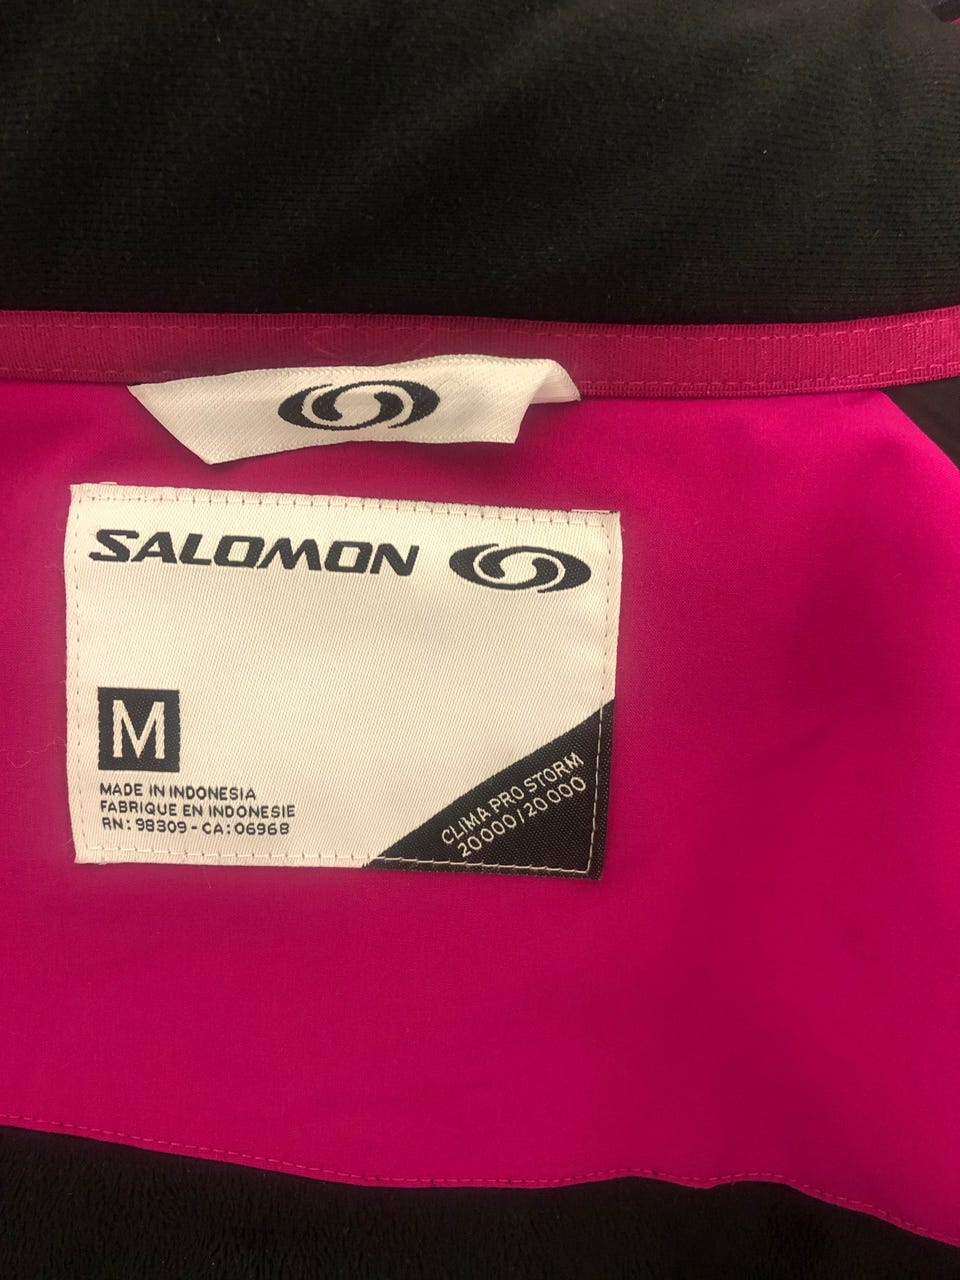 SALOMON
M
MADE IN INDONESIA
FABRIQUE EN INDONESIE
RN: 98309 - CA: 06968
CLIMA PRO STORM
20 000 / 20 000